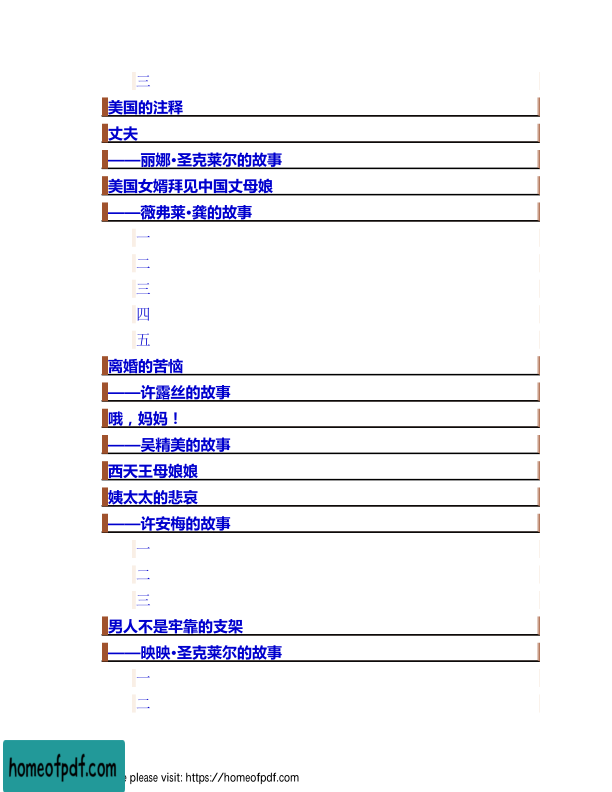 三
美国的注释
丈夫
——丽娜•圣克莱尔的故事
美国女婿拜见中国丈母娘
——薇弗莱•龚的故事
一
二
三
四
五
离婚的苦恼
——许露丝的故事
哦，妈妈！
——吴精美的故事
西天王母娘娘
姨太太的悲哀
——许安梅的故事
一
二
三
男人不是牢靠的支架
——映映•圣克莱尔的故事
一
二
homeofpdf.com
please visit: https://homeofpdf.com